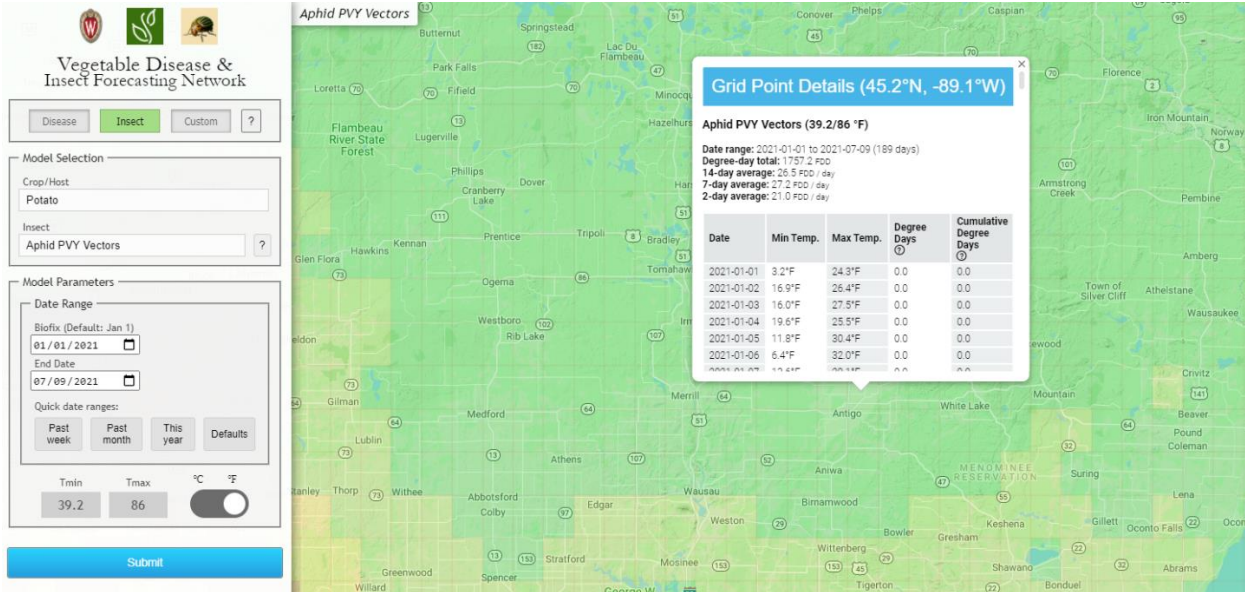 Vegetable Disease &
Insect Forecasting Network
Disease Insect Custom ?
Model Selection
Crop/Host
Potato
Insect
Aphid PVY Vectors ?
Model Parameters
Date Range
Biofix (Default: Jan 1)
01/01/2021
End Date
07/09/2021
Quick date ranges:
Past week Past month This year Defaults
Tmin Tmax °C °F
39.2 86
Submit
Aphid PVY Vectors
Grid Point Details (45.2°N, -89.1°W)
Aphid PVY Vectors (39.2/86 °F)
Date range: 2021-01-01 to 2021-07-09 (189 days)
Degree-day total: 1757.2 FDD
14-day average: 26.5 FDD / day
7-day average: 27.2 FDD / day
2-day average: 21.0 FDD / day
Date Min Temp. Max Temp. Degree Days ? Cumulative Degree Days ?
2021-01-01 3.2°F 24.3°F 0.0 0.0
2021-01-02 16.9°F 26.4°F 0.0 0.0
2021-01-03 16.0°F 27.5°F 0.0 0.0
2021-01-04 19.6°F 25.5°F 0.0 0.0
2021-01-05 11.8°F 30.4°F 0.0 0.0
2021-01-06 6.4°F 32.0°F 0.0 0.0
Butternut
Springstead
Conover
Phelps
Caspian
Lac Du
Flambeau
Park Falls
Loretta
Fifield
Minocqu
Florence
Iron Mountain
Norway
Flambeau
River State
Forest
Lugerville
Hazelhurs
Phillips
Cranberry
Lake
Dover
Har
Armstrong
Creek
Pembine
Prentice
Tripoli
Bradley
Kennan
Hawkins
Glen Flora
Tomahaw
Amberg
Ogema
Town of
Silver Cliff
Athelstane
Westboro
Rib Lake
Irm
Wausaukee
eldon
ewood
Gilman
Medford
Merrill
Antigo
White Lake
Mountain
Crivitz
Beaver
Pound
Coleman
Lublin
Athens
Aniwa
MENOMINEE
RESERVATION
Suring
Stanley
Thorp
Withee
Abbotsford
Colby
Edgar
Wausau
Weston
Birnamwood
Bowler
Keshena
Gresham
Gillett
Oconto Falls
Lena
Ocon
Greenwood
Willard
Spencer
Stratford
Mosinee
Wittenberg
Tigerton
Shawano
Bonduel
Abrams